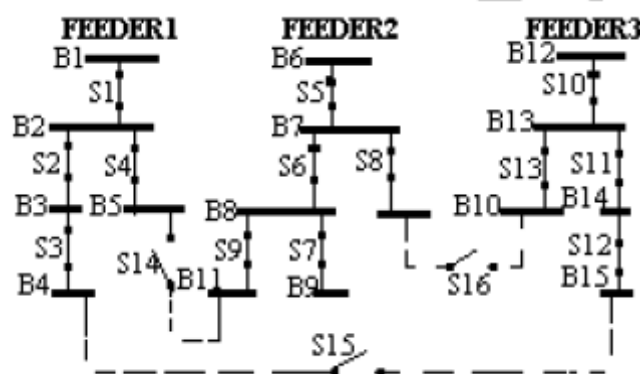 FEEDER1 FEEDER2 FEEDER3
B1 B6 B12
S1 S5 S10
B2 B7 B13
S2 S4 S6 S8 S13 S11
B3 B5 B8 B10 B14
S3 S14 S9 S7 S16 S12
B4 B11 B9 B15
S15